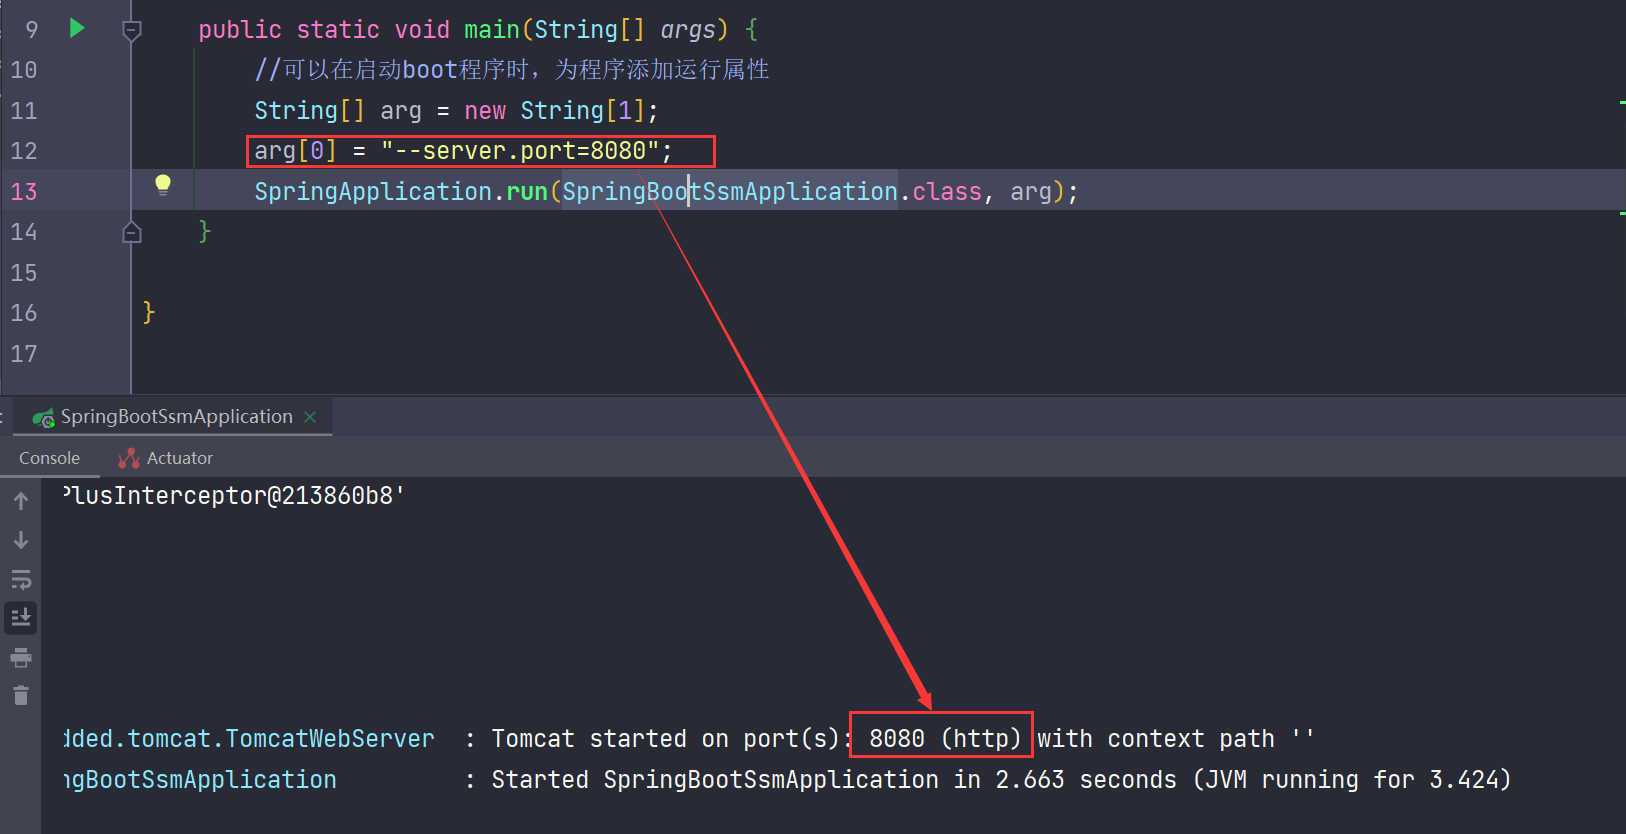 9 public static void main(String[] args) {
10 //可以在启动boot程序时，为程序添加运行属性
11 String[] arg = new String[1];
12 arg[0] = "--server.port=8080";
13 SpringApplication.run(SpringBootSsmApplication.class, arg);
14 }
15
16 }
17
SpringBootSsmApplication
Console Actuator
PlusInterceptor@213860b8'
dded.tomcat.TomcatWebServer : Tomcat started on port(s): 8080 (http) with context path ''
ngBootSsmApplication : Started SpringBootSsmApplication in 2.663 seconds (JVM running for 3.424)